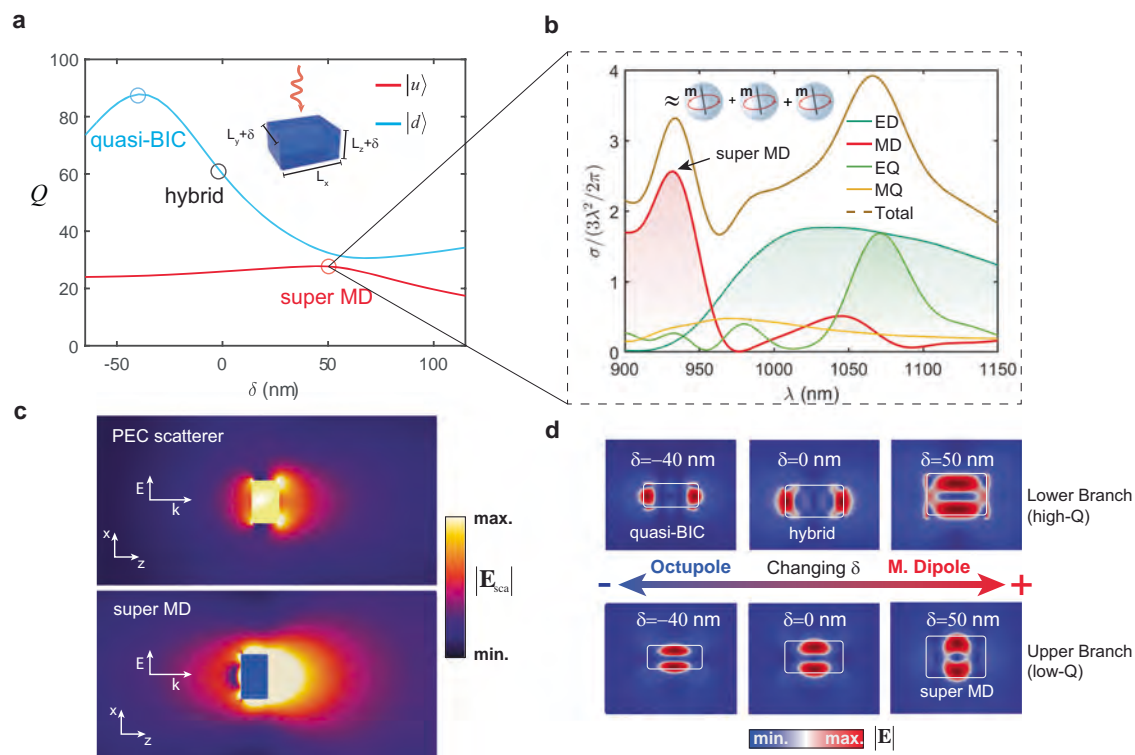 a
100
80
60
40
20
0
Q
-50
0
50
100
δ (nm)
|u⟩
|d⟩
quasi-BIC
hybrid
super MD
L_y+δ
L_z+δ
L_x
b
4
3
2
1
0
σ/(3λ²/2π)
900
950
1000
1050
1100
1150
λ (nm)
≈ m + m + m
super MD
ED
MD
EQ
MQ
Total
c
PEC scatterer
E
k
x
z
super MD
E
k
x
z
max.
|E_sca|
min.
d
δ=−40 nm
quasi-BIC
δ=0 nm
hybrid
δ=50 nm
Lower Branch
(high-Q)
- Octupole Changing δ M. Dipole +
δ=−40 nm
δ=0 nm
δ=50 nm
super MD
Upper Branch
(low-Q)
min. max. |E|